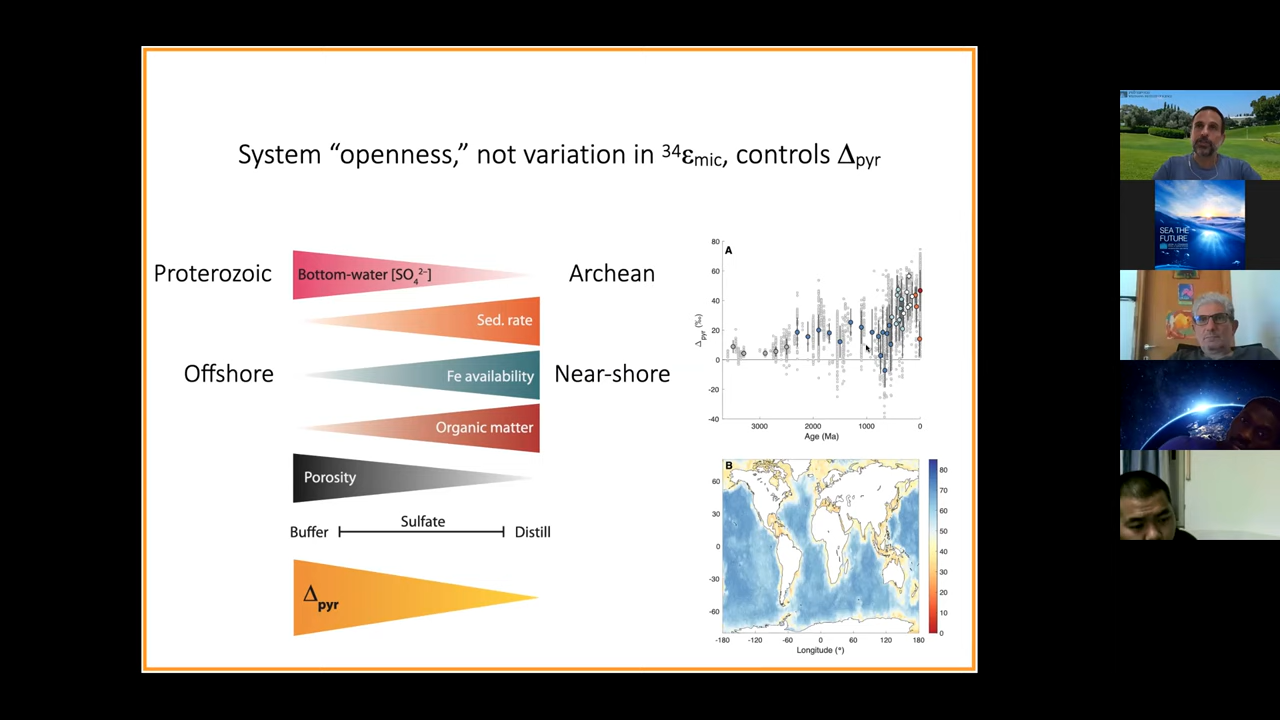 System “openness,” not variation in ³⁴εmic, controls Δpyr
Proterozoic
Bottom-water [SO₄²⁻]
Archean
Sed. rate
Offshore
Fe availability
Near-shore
Organic matter
Porosity
Sulfate
Buffer
Distill
Δpyr
A
80
60
40
20
0
-20
-40
Δpyr (‰)
3000
2000
1000
0
Age (Ma)
B
60
30
0
-30
-60
-180
-120
-60
0
60
120
180
Longitude (°)
80
70
60
50
40
30
20
10
0
SEA THE
FUTURE